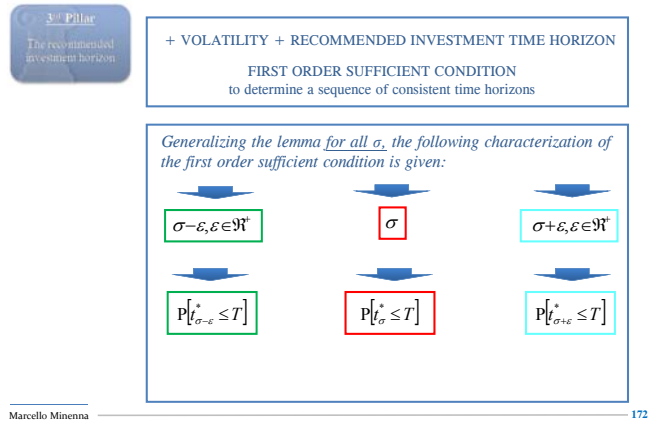 3rd Pillar
The recommended
investment horizon
+ VOLATILITY + RECOMMENDED INVESTMENT TIME HORIZON
FIRST ORDER SUFFICIENT CONDITION
to determine a sequence of consistent time horizons
Generalizing the lemma for all σ, the following characterization of
the first order sufficient condition is given:
σ−ε,ε∈ℜ⁺ σ σ+ε,ε∈ℜ⁺
P[t*σ−ε ≤ T] P[t*σ ≤ T] P[t*σ+ε ≤ T]
Marcello Minenna 172